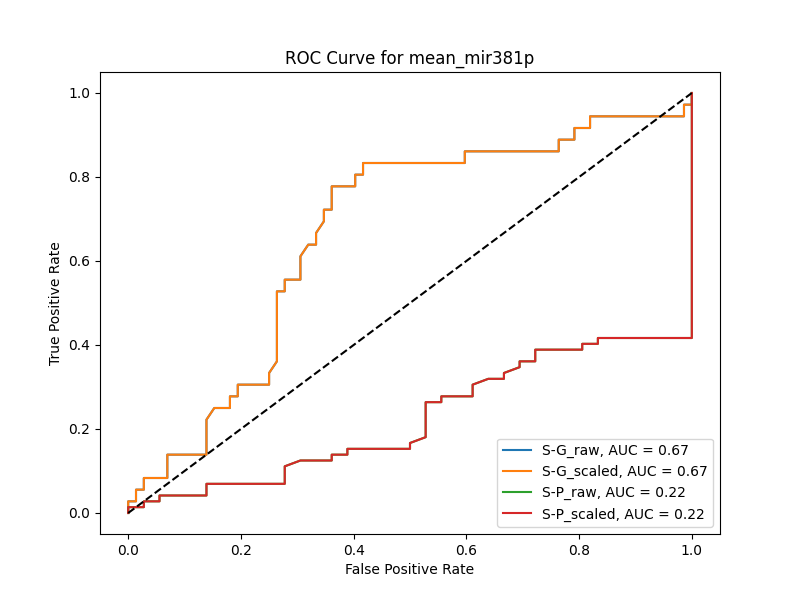 ROC Curve for mean_mir381p
True Positive Rate
1.0
0.8
0.6
0.4
0.2
0.0
S-G_raw, AUC = 0.67
S-G_scaled, AUC = 0.67
S-P_raw, AUC = 0.22
S-P_scaled, AUC = 0.22
0.0 0.2 0.4 0.6 0.8 1.0
False Positive Rate